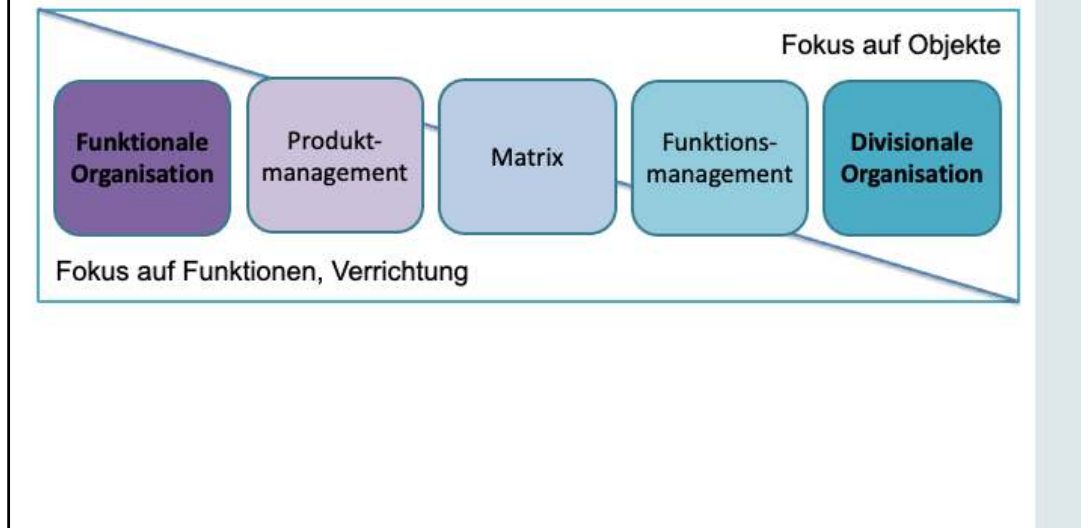 Fokus auf Objekte
Funktionale
Organisation
Produkt-
management
Matrix
Funktions-
management
Divisionale
Organisation
Fokus auf Funktionen, Verrichtung